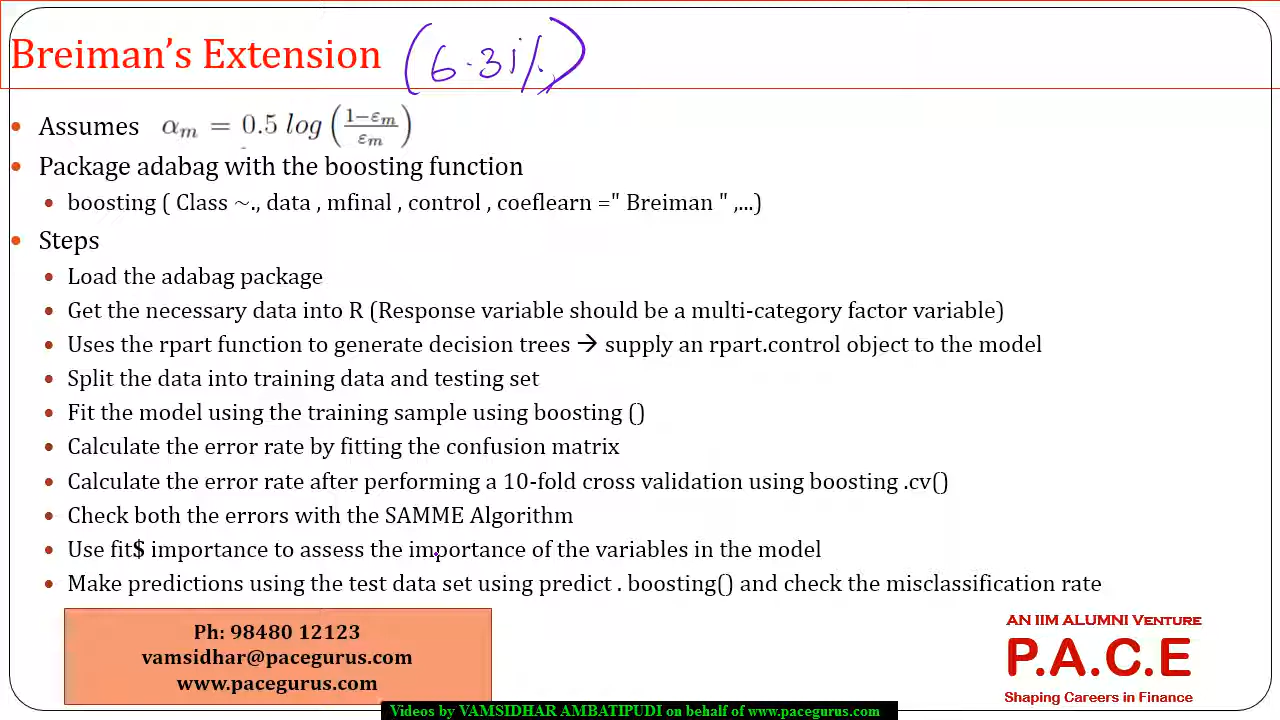 Breiman's Extension (6.31%)
• Assumes αₘ = 0.5 log ( (1−εₘ) / εₘ )
• Package adabag with the boosting function
• boosting ( Class ~., data , mfinal , control , coeflearn =" Breiman " ,...)
• Steps
• Load the adabag package
• Get the necessary data into R (Response variable should be a multi-category factor variable)
• Uses the rpart function to generate decision trees → supply an rpart.control object to the model
• Split the data into training data and testing set
• Fit the model using the training sample using boosting ()
• Calculate the error rate by fitting the confusion matrix
• Calculate the error rate after performing a 10-fold cross validation using boosting .cv()
• Check both the errors with the SAMME Algorithm
• Use fit$ importance to assess the importance of the variables in the model
• Make predictions using the test data set using predict . boosting() and check the misclassification rate
Ph: 98480 12123
vamsidhar@pacegurus.com
www.pacegurus.com
AN IIM ALUMNI VENTURE
P.A.C.E
Shaping Careers in Finance
Videos by VAMSIDHAR AMBATIPUDI on behalf of www.pacegurus.com